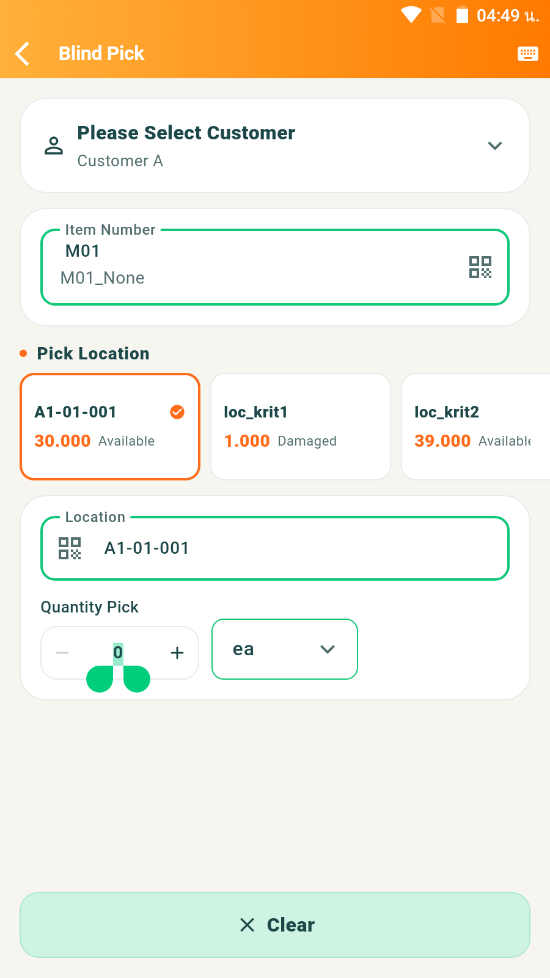 04:49 น.
Blind Pick
Please Select Customer
Customer A
Item Number
M01
M01_None
Pick Location
A1-01-001
30.000 Available
loc_krit1
1.000 Damaged
loc_krit2
39.000 Available
Location
A1-01-001
Quantity Pick
0
ea
Clear